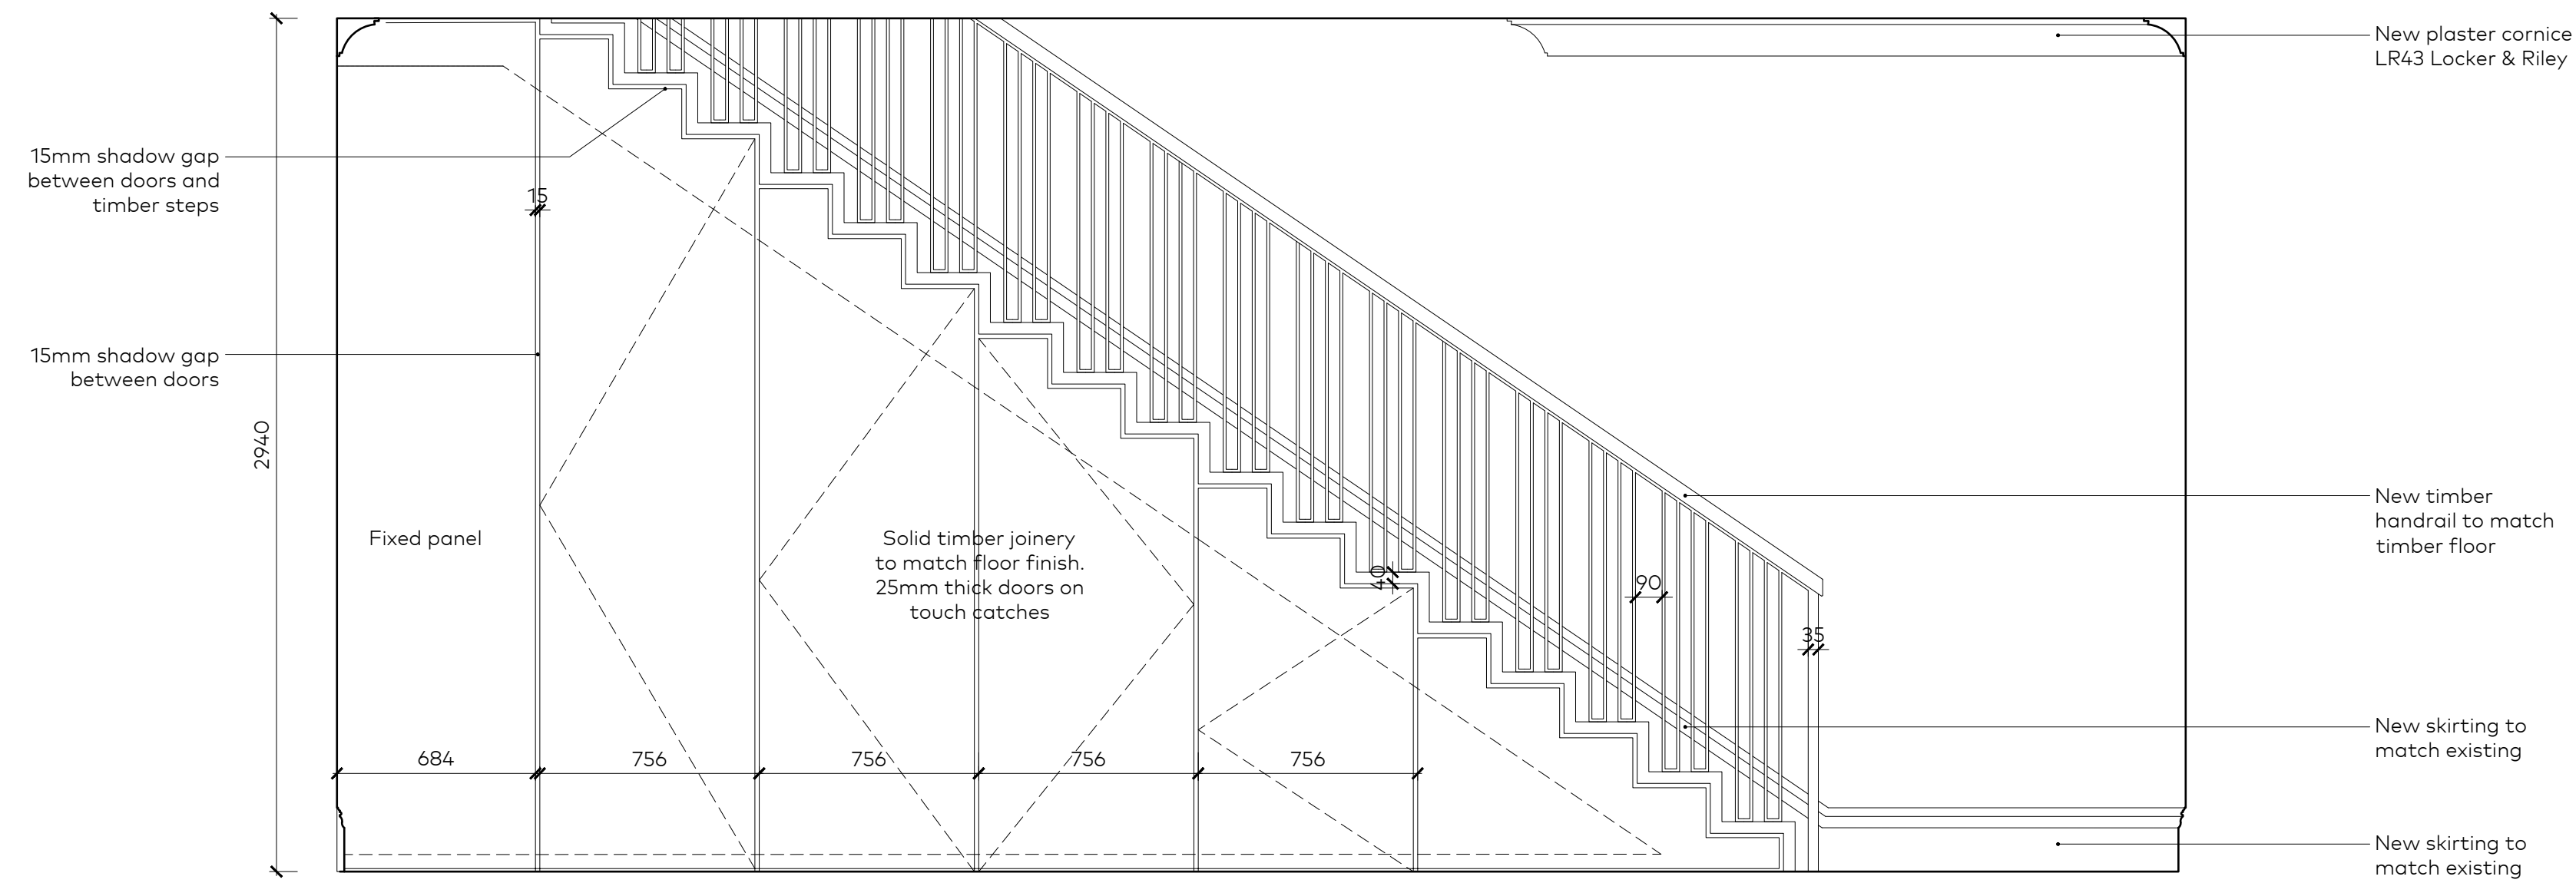 New plaster cornice
LR43 Locker & Riley
15mm shadow gap
between doors and
timber steps
15
15mm shadow gap
between doors
2940
New timber
handrail to match
timber floor
Fixed panel
Solid timber joinery
to match floor finish.
25mm thick doors on
touch catches
40
90
35
New skirting to
match existing
684
756
756
756
756
New skirting to
match existing